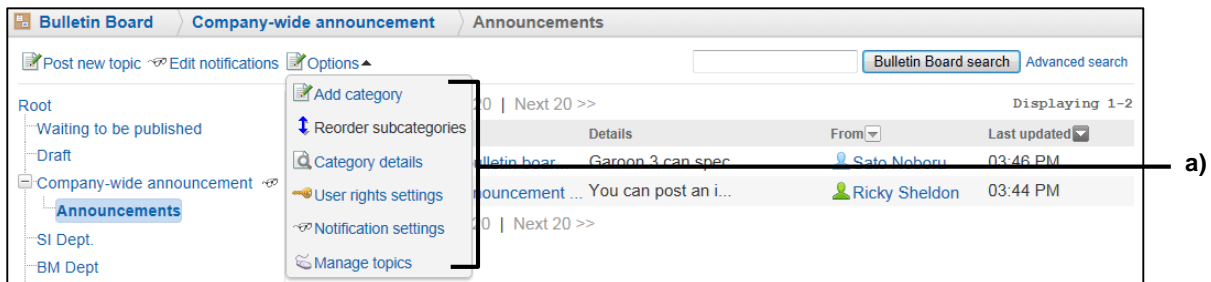 Bulletin Board Company-wide announcement Announcements
Post new topic Edit notifications Options Bulletin Board search Advanced search
Root
Waiting to be published
Draft
Company-wide announcement
Announcements
SI Dept.
BM Dept
Add category
Reorder subcategories
Category details
User rights settings
Notification settings
Manage topics
20 | Next 20 >> Displaying 1-2
Details From Last updated
boar... Garoon 3 can spec... Sato Noboru 03:46 PM
... You can post an i... Ricky Sheldon 03:44 PM
20 | Next 20 >>
a)